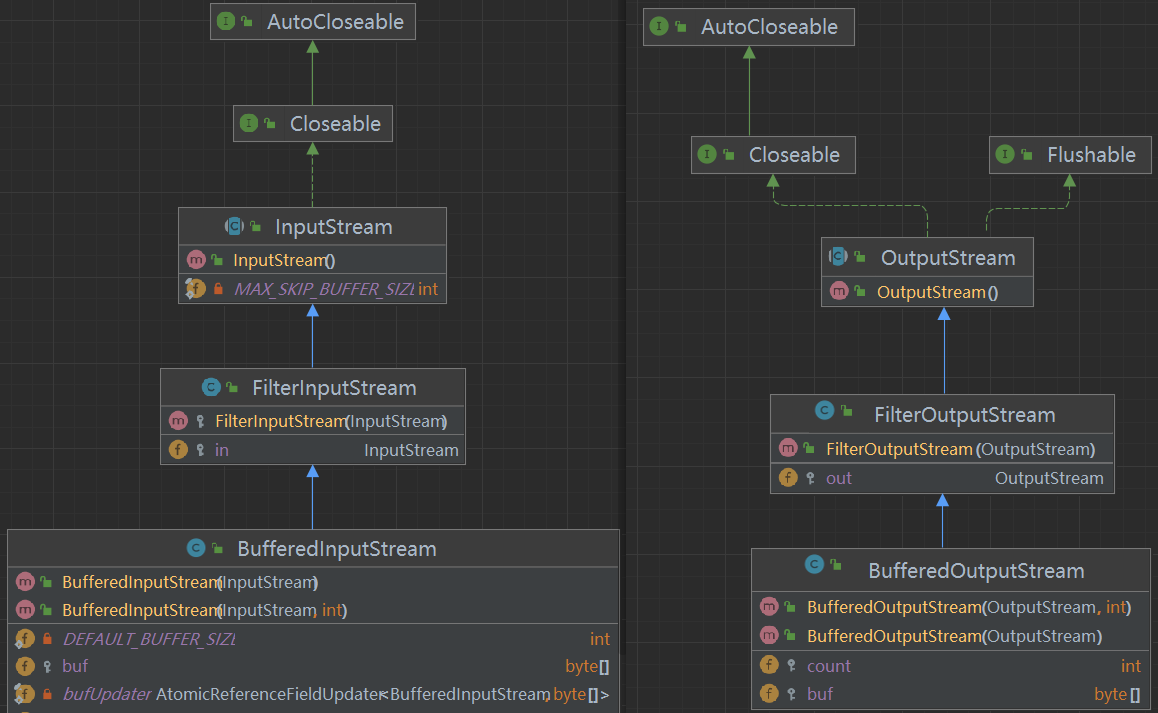 AutoCloseable
Closeable
InputStream
InputStream()
MAX_SKIP_BUFFER_SIZE int
FilterInputStream
FilterInputStream(InputStream)
in InputStream
BufferedInputStream
BufferedInputStream(InputStream)
BufferedInputStream(InputStream, int)
DEFAULT_BUFFER_SIZE int
buf byte[]
bufUpdater AtomicReferenceFieldUpdater<BufferedInputStream, byte[]>
AutoCloseable
Closeable
Flushable
OutputStream
OutputStream()
FilterOutputStream
FilterOutputStream(OutputStream)
out OutputStream
BufferedOutputStream
BufferedOutputStream(OutputStream, int)
BufferedOutputStream(OutputStream)
count int
buf byte[]